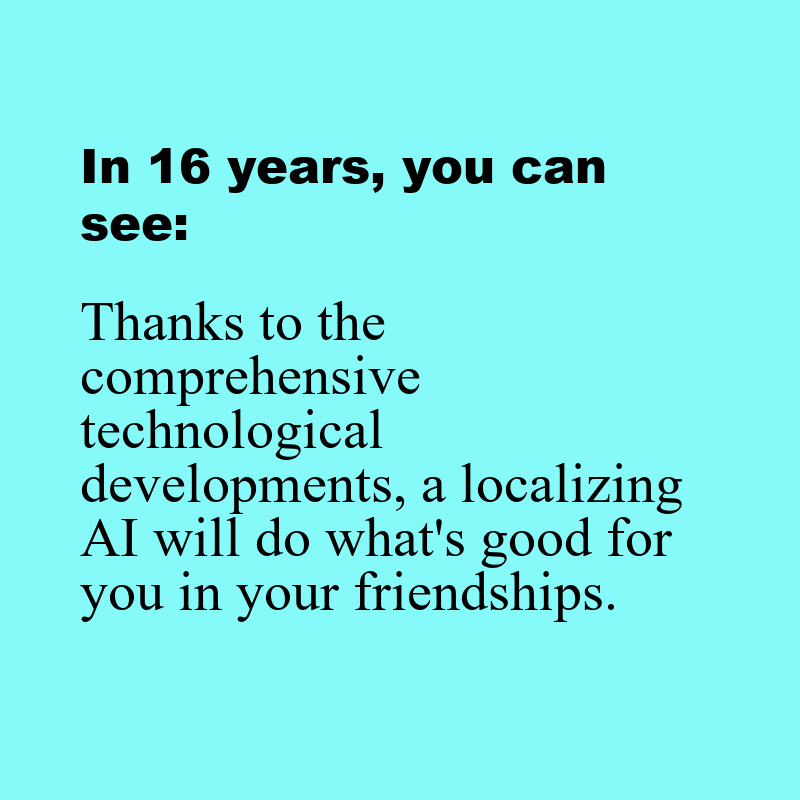 In 16 years, you can
see:
Thanks to the
comprehensive
technological
developments, a localizing
AI will do what's good for
you in your friendships.